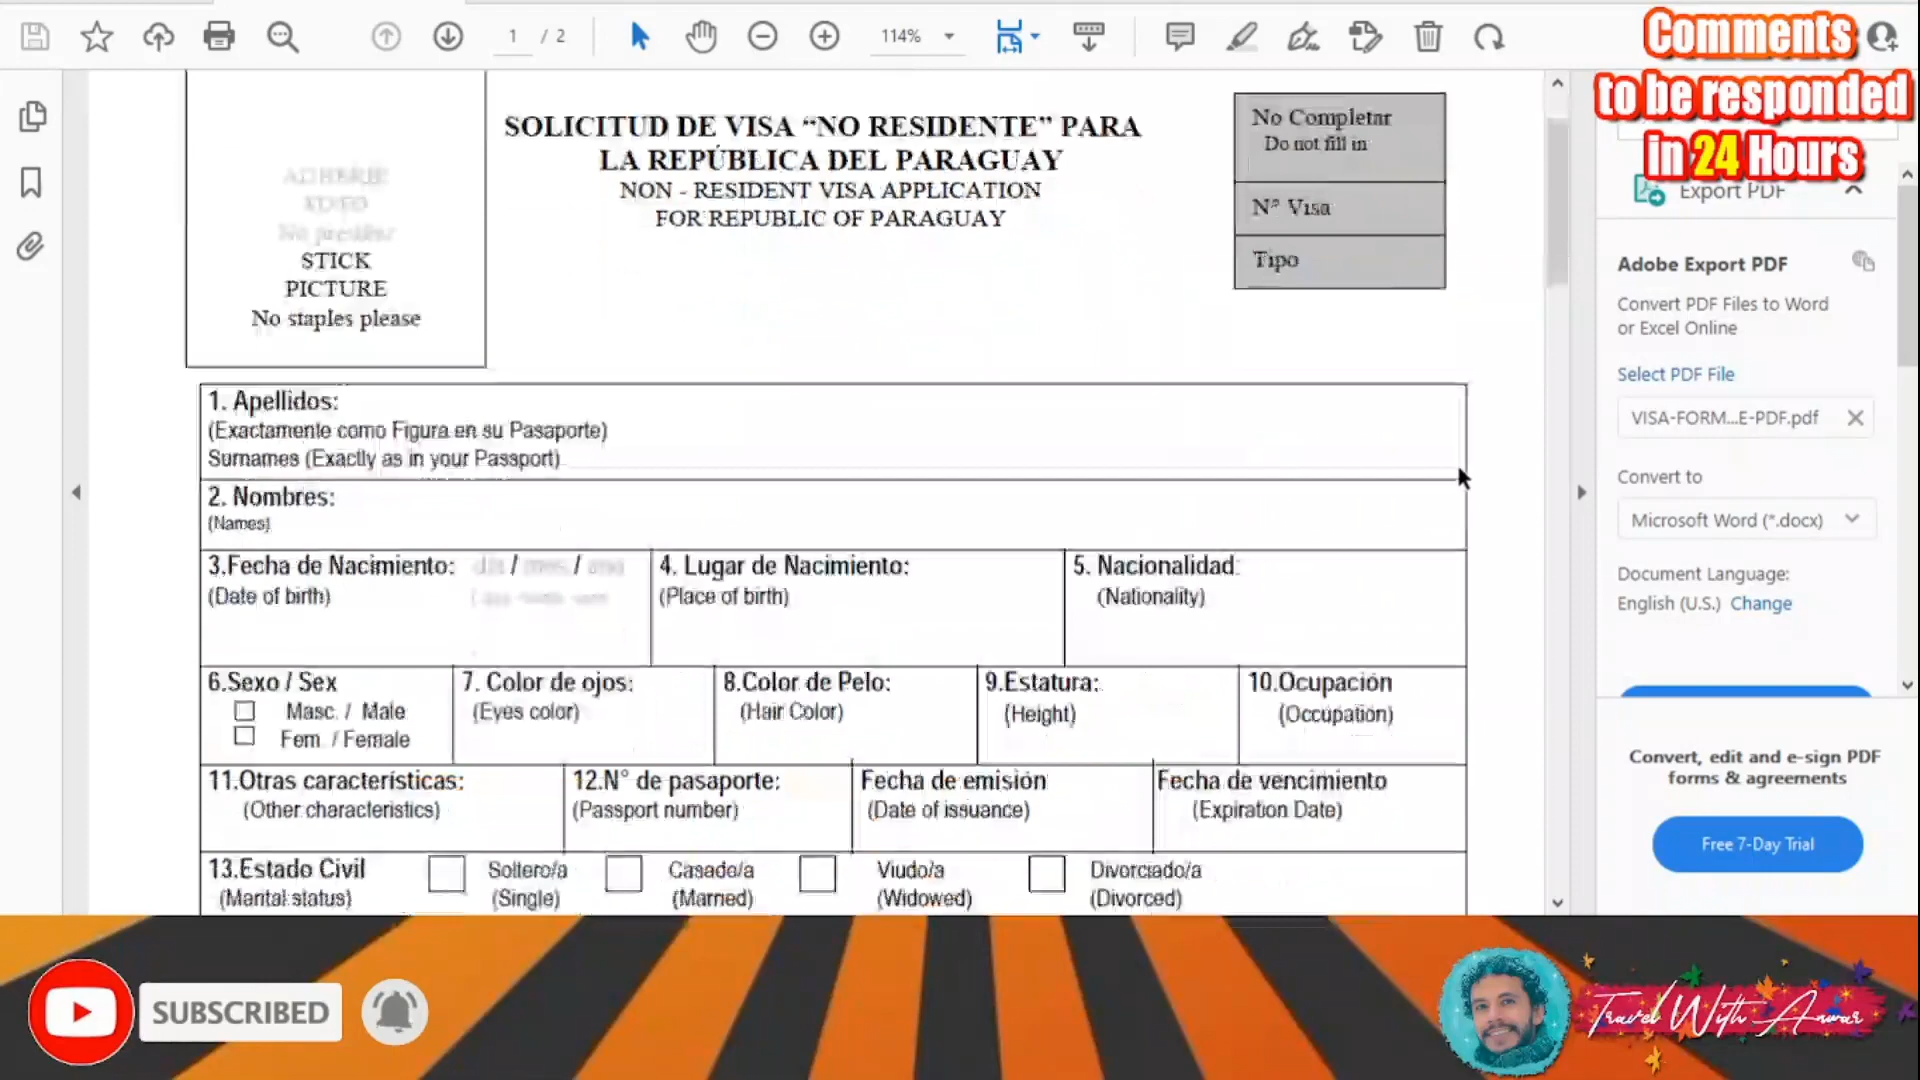 1 / 2
114%
Comments
to be responded
in 24 Hours
STICK
PICTURE
No staples please
SOLICITUD DE VISA “NO RESIDENTE” PARA
LA REPÚBLICA DEL PARAGUAY
NON - RESIDENT VISA APPLICATION
FOR REPUBLIC OF PARAGUAY
No Completar
Do not fill in
Nº Visa
Tipo
1. Apellidos:
(Exactamente como Figura en su Pasaporte)
Surnames (Exactly as in your Passport)
2. Nombres:
(Names)
3.Fecha de Nacimiento: / /
(Date of birth)
4. Lugar de Nacimiento:
(Place of birth)
5. Nacionalidad:
(Nationality)
6.Sexo / Sex
Masc. / Male
Fem. / Female
7. Color de ojos:
(Eyes color)
8.Color de Pelo:
(Hair Color)
9.Estatura:
(Height)
10.Ocupación
(Occupation)
11.Otras características:
(Other characteristics)
12.N° de pasaporte:
(Passport number)
Fecha de emisión
(Date of issuance)
Fecha de vencimiento
(Expiration Date)
13.Estado Civil
(Marital status)
Soltero/a
(Single)
Casado/a
(Married)
Viudo/a
(Widowed)
Divorciado/a
(Divorced)
Export PDF
Adobe Export PDF
Convert PDF Files to Word
or Excel Online
Select PDF File
VISA-FORM...E-PDF.pdf
Convert to
Microsoft Word (*.docx)
Document Language:
English (U.S.) Change
Convert, edit and e-sign PDF
forms & agreements
Free 7-Day Trial
SUBSCRIBED
Travel With Anwar